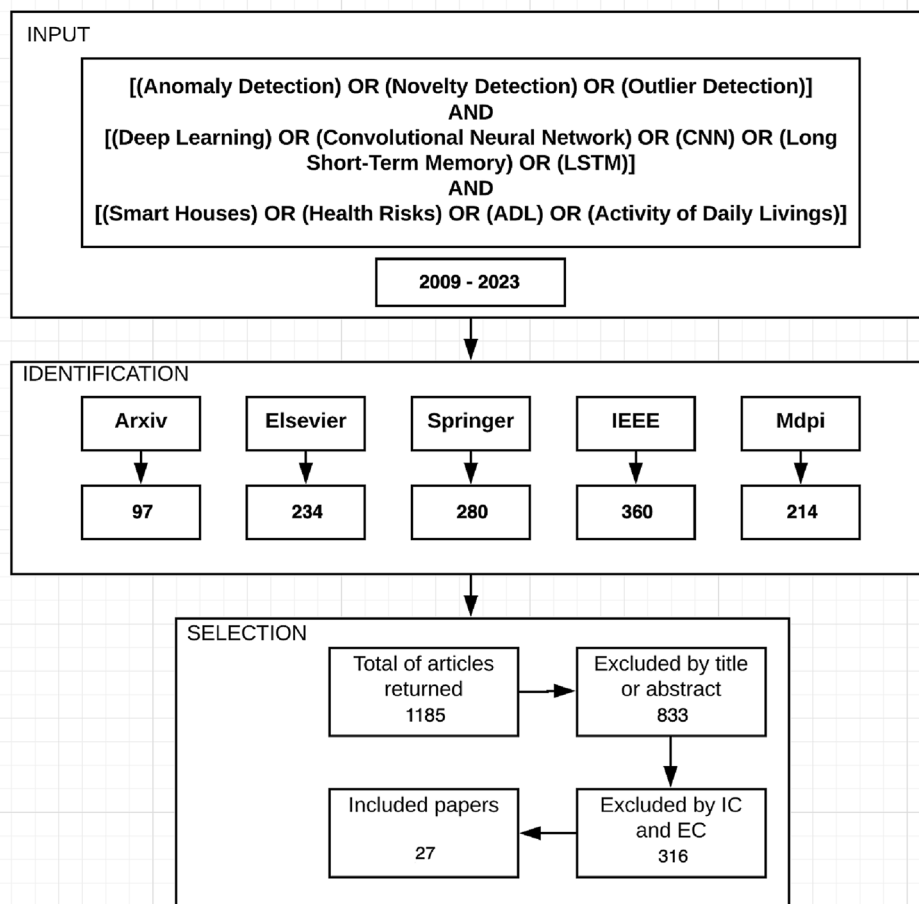 INPUT
[(Anomaly Detection) OR (Novelty Detection) OR (Outlier Detection)]
AND
[(Deep Learning) OR (Convolutional Neural Network) OR (CNN) OR (Long
Short-Term Memory) OR (LSTM)]
AND
[(Smart Houses) OR (Health Risks) OR (ADL) OR (Activity of Daily Livings)]
2009 - 2023
IDENTIFICATION
Arxiv
Elsevier
Springer
IEEE
Mdpi
97
234
280
360
214
SELECTION
Total of articles
returned
1185
Excluded by title
or abstract
833
Excluded by IC
and EC
316
Included papers
27